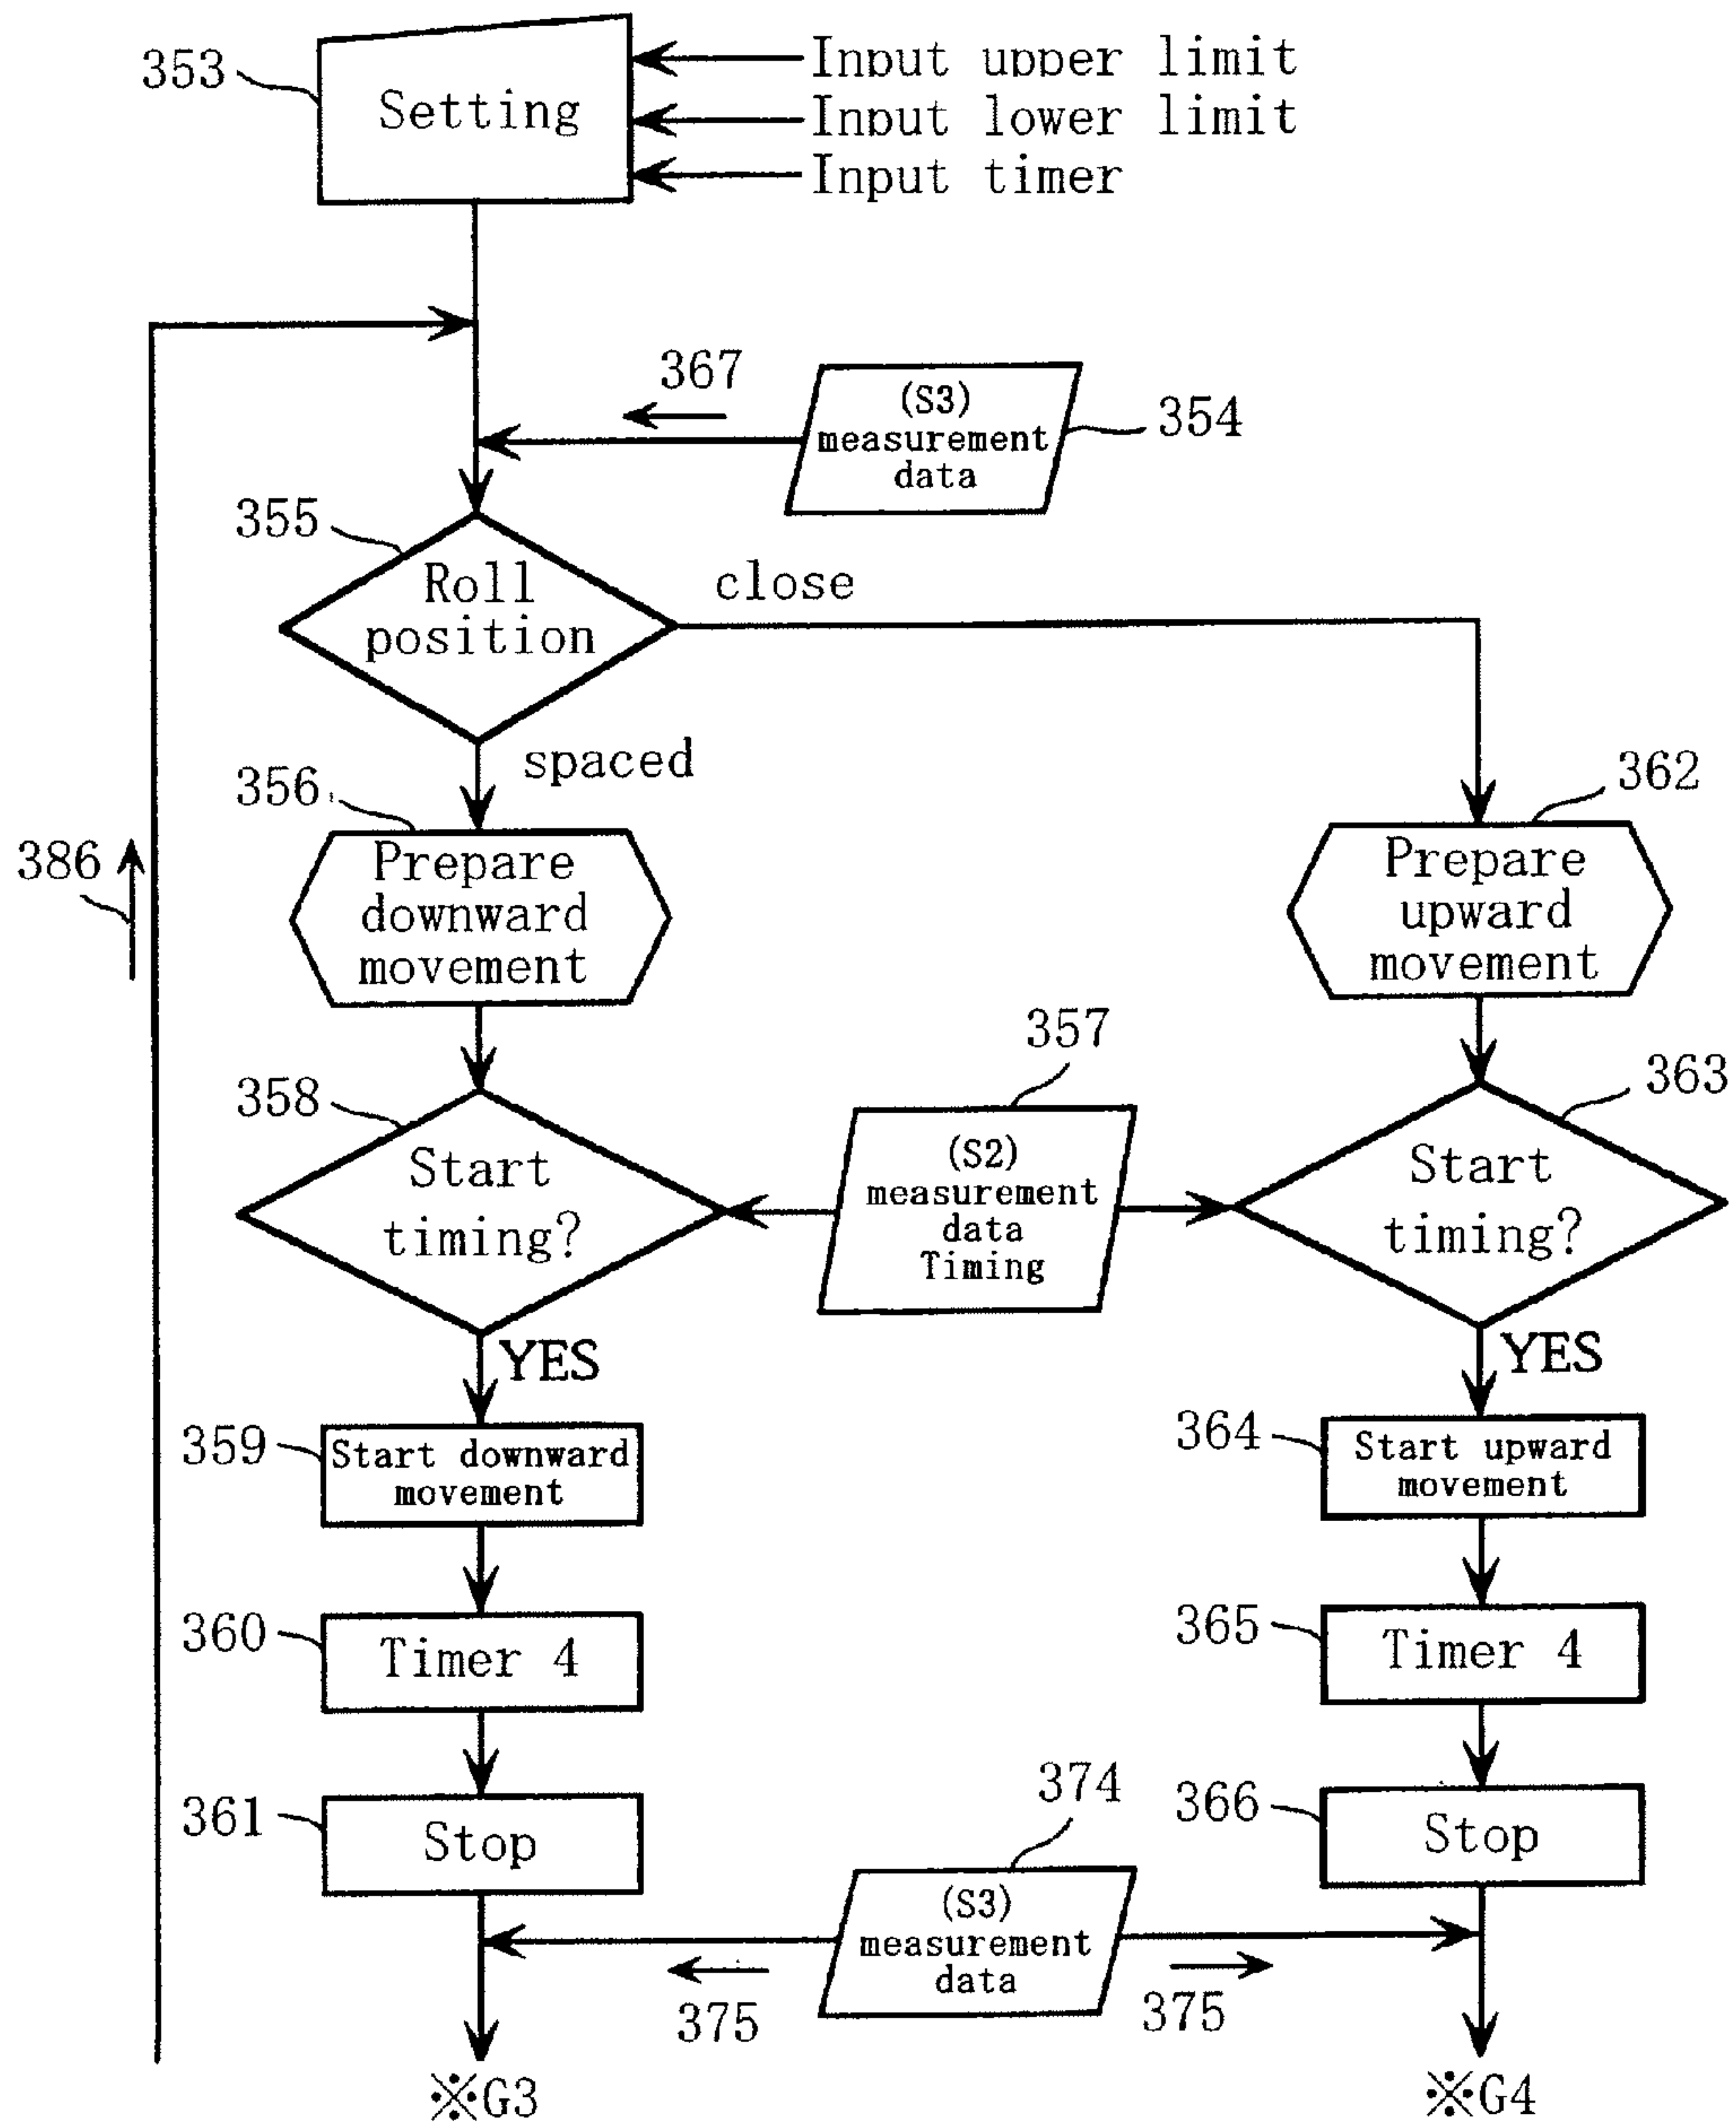 353
Setting
Input upper limit
Input lower limit
Input timer
367
(S3)
measurement
data
354
355
Roll
position
close
spaced
356
Prepare
downward
movement
362
Prepare
upward
movement
386
357
(S2)
measurement
data
Timing
358
Start
timing?
363
Start
timing?
YES
YES
359
Start downward
movement
364
Start upward
movement
360
Timer 4
365
Timer 4
361
Stop
374
366
Stop
(S3)
measurement
data
375
375
※G3
※G4